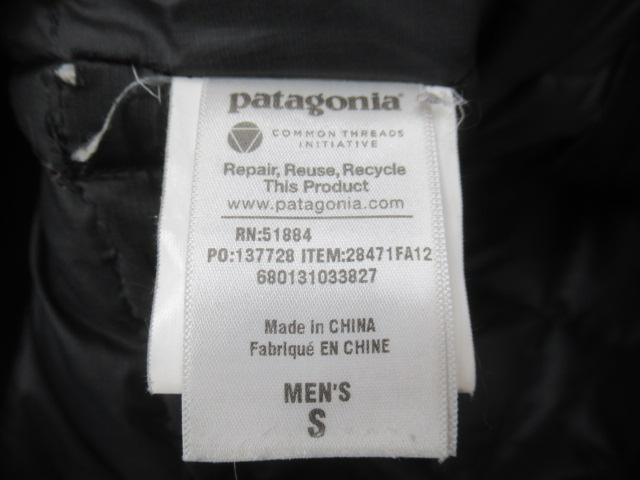 patagonia®
COMMON THREADS
INITIATIVE
Repair, Reuse, Recycle
This Product
www.patagonia.com
RN:51884
PO:137728 ITEM:28471FA12
680131033827
Made in CHINA
Fabriqué EN CHINE
MEN'S
S